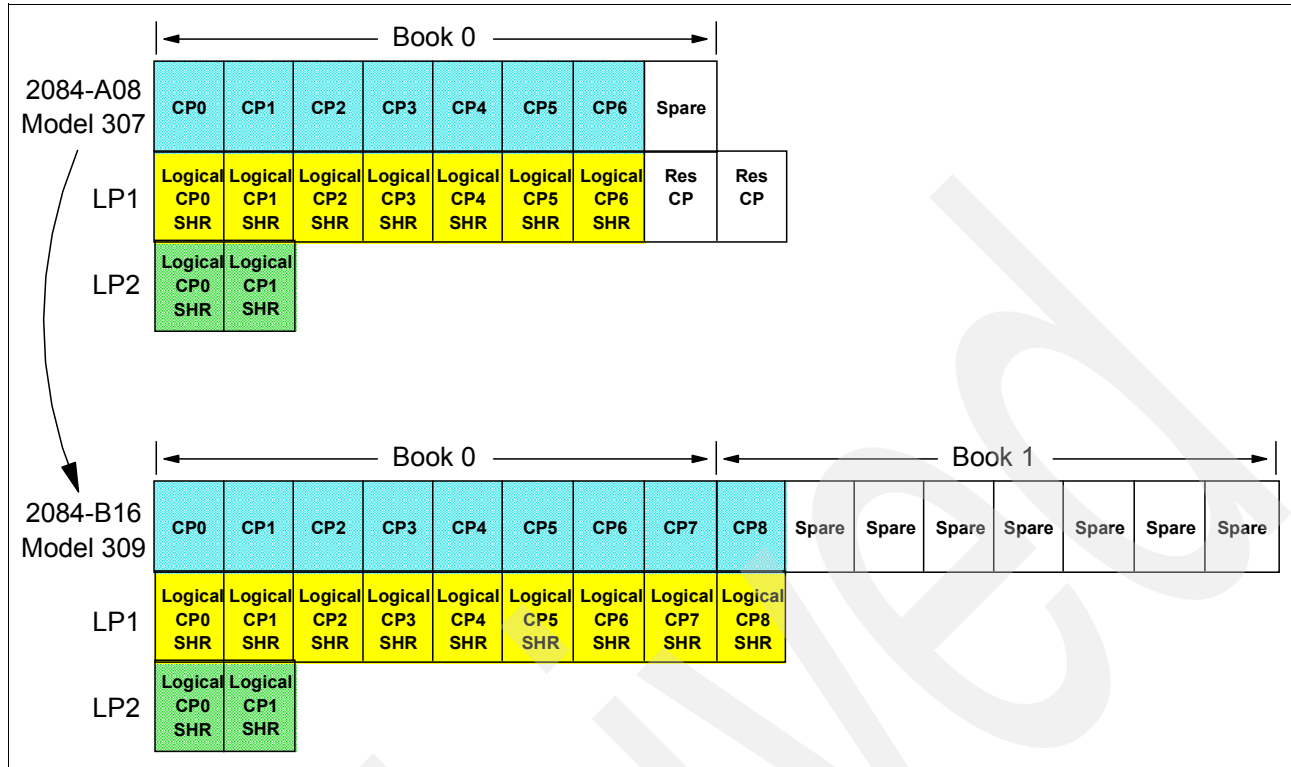 Book 0
2084-A08
Model 307
CP0 CP1 CP2 CP3 CP4 CP5 CP6 Spare
LP1
Logical Logical Logical Logical Logical Logical Logical Res Res
CP0 CP1 CP2 CP3 CP4 CP5 CP6 CP CP
SHR SHR SHR SHR SHR SHR SHR
LP2
Logical Logical
CP0 CP1
SHR SHR
Book 0 Book 1
2084-B16
Model 309
CP0 CP1 CP2 CP3 CP4 CP5 CP6 CP7 CP8 Spare Spare Spare Spare Spare Spare Spare
LP1
Logical Logical Logical Logical Logical Logical Logical Logical Logical
CP0 CP1 CP2 CP3 CP4 CP5 CP6 CP7 CP8
SHR SHR SHR SHR SHR SHR SHR SHR SHR
LP2
Logical Logical
CP0 CP1
SHR SHR